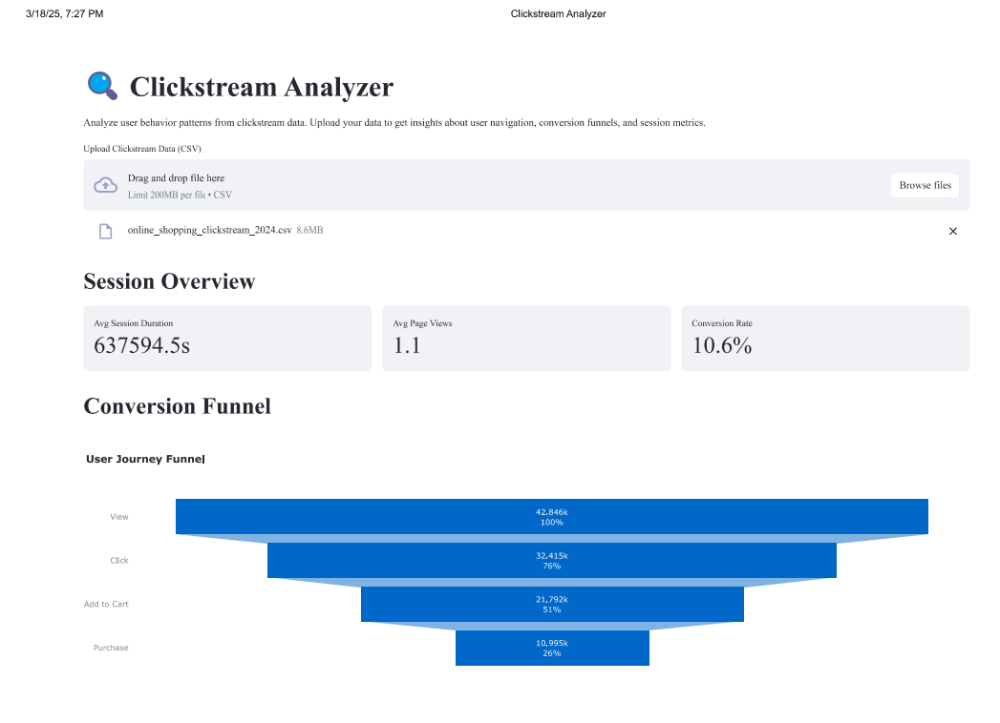 3/18/25, 7:27 PM Clickstream Analyzer
Clickstream Analyzer
Analyze user behavior patterns from clickstream data. Upload your data to get insights about user navigation, conversion funnels, and session metrics.
Upload Clickstream Data (CSV)
Drag and drop file here
Limit 200MB per file • CSV
Browse files
online_shopping_clickstream_2024.csv 8.6MB
Session Overview
Avg Session Duration
637594.5s
Avg Page Views
1.1
Conversion Rate
10.6%
Conversion Funnel
User Journey Funnel
View
42.846k
100%
Click
32.415k
76%
Add to Cart
21,792k
51%
Purchase
10,995k
26%